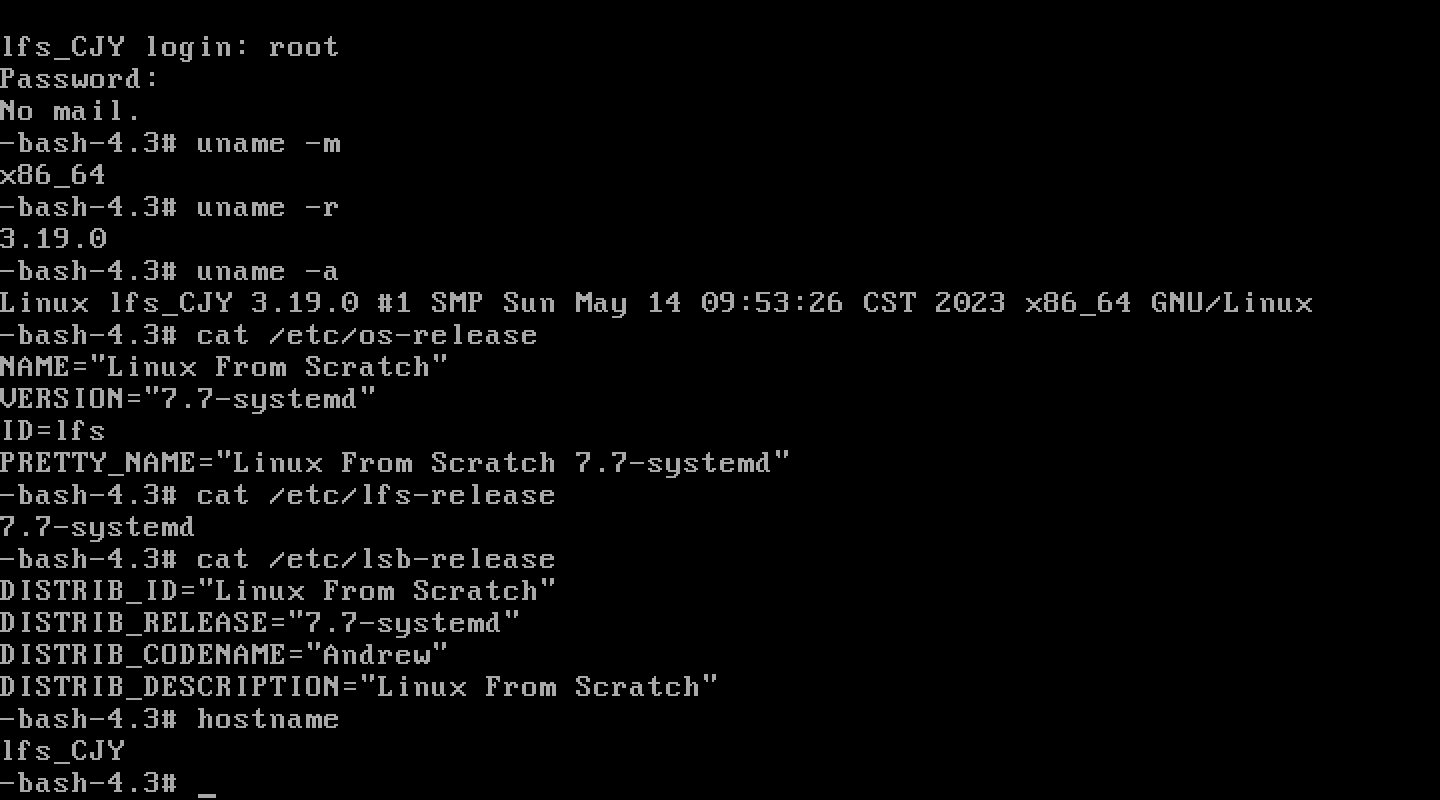 lfs_CJY login: root
Password:
No mail.
-bash-4.3# uname -m
x86_64
-bash-4.3# uname -r
3.19.0
-bash-4.3# uname -a
Linux lfs_CJY 3.19.0 #1 SMP Sun May 14 09:53:26 CST 2023 x86_64 GNU/Linux
-bash-4.3# cat /etc/os-release
NAME="Linux From Scratch"
VERSION="7.7-systemd"
ID=lfs
PRETTY_NAME="Linux From Scratch 7.7-systemd"
-bash-4.3# cat /etc/lfs-release
7.7-systemd
-bash-4.3# cat /etc/lsb-release
DISTRIB_ID="Linux From Scratch"
DISTRIB_RELEASE="7.7-systemd"
DISTRIB_CODENAME="Andrew"
DISTRIB_DESCRIPTION="Linux From Scratch"
-bash-4.3# hostname
lfs_CJY
-bash-4.3# _